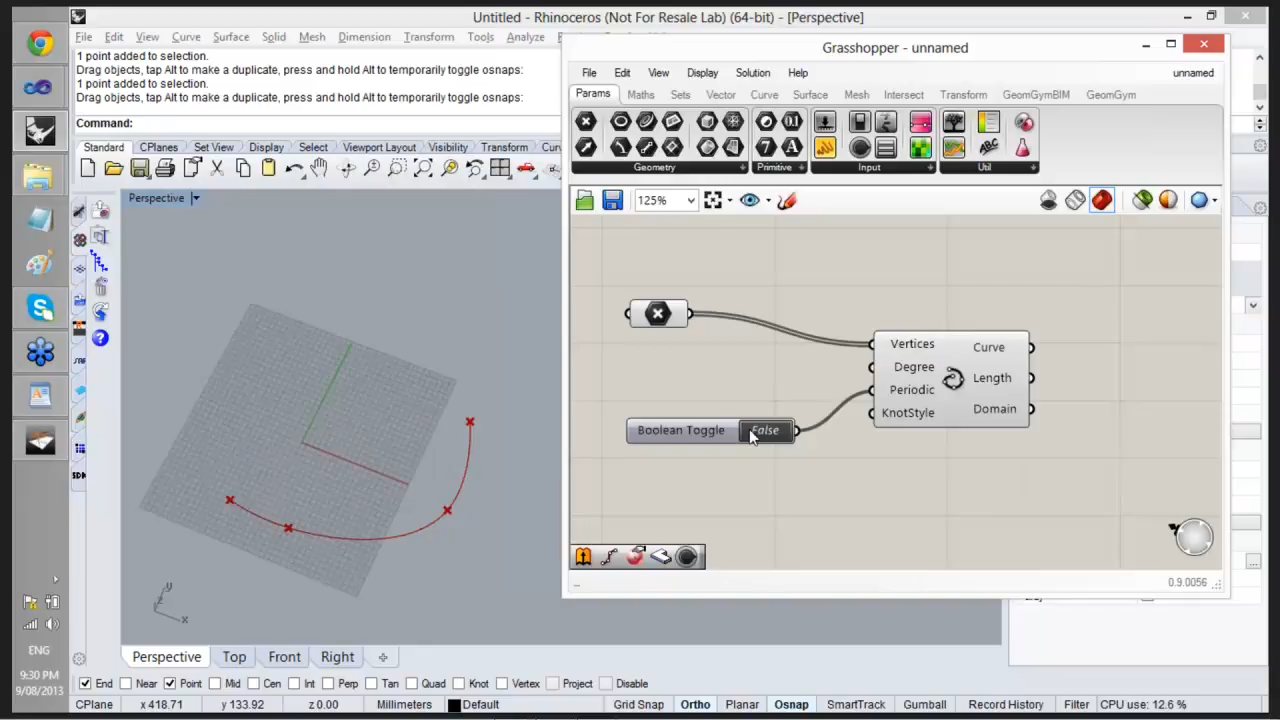 Untitled - Rhinoceros (Not For Resale Lab) (64-bit) - [Perspective]
File Edit View Curve Surface Solid Mesh Dimension Transform Tools Analyze
1 point added to selection.
Drag objects, tap Alt to make a duplicate, press and hold Alt to temporarily toggle osnaps:
1 point added to selection.
Drag objects, tap Alt to make a duplicate, press and hold Alt to temporarily toggle osnaps:
Command:
Standard CPlanes Set View Display Select Viewport Layout Visibility Transform
Perspective
Grasshopper - unnamed
File Edit View Display Solution Help unnamed
Params Maths Sets Vector Curve Surface Mesh Intersect Transform GeomGymBIM GeomGym
Geometry Primitive Input Util
125%
Vertices Curve
Degree
Length
Periodic
Domain
KnotStyle
Boolean Toggle False
0.9.0056
y
z
x
Perspective Top Front Right
End Near Point Mid Cen Int Perp Tan Quad Knot Vertex Project Disable
CPlane x 418.71 y 133.92 z 0.00 Millimeters Default Grid Snap Ortho Planar Osnap SmartTrack Gumball Record History Filter CPU use: 12.6 %
ENG
9:30 PM
9/08/2013